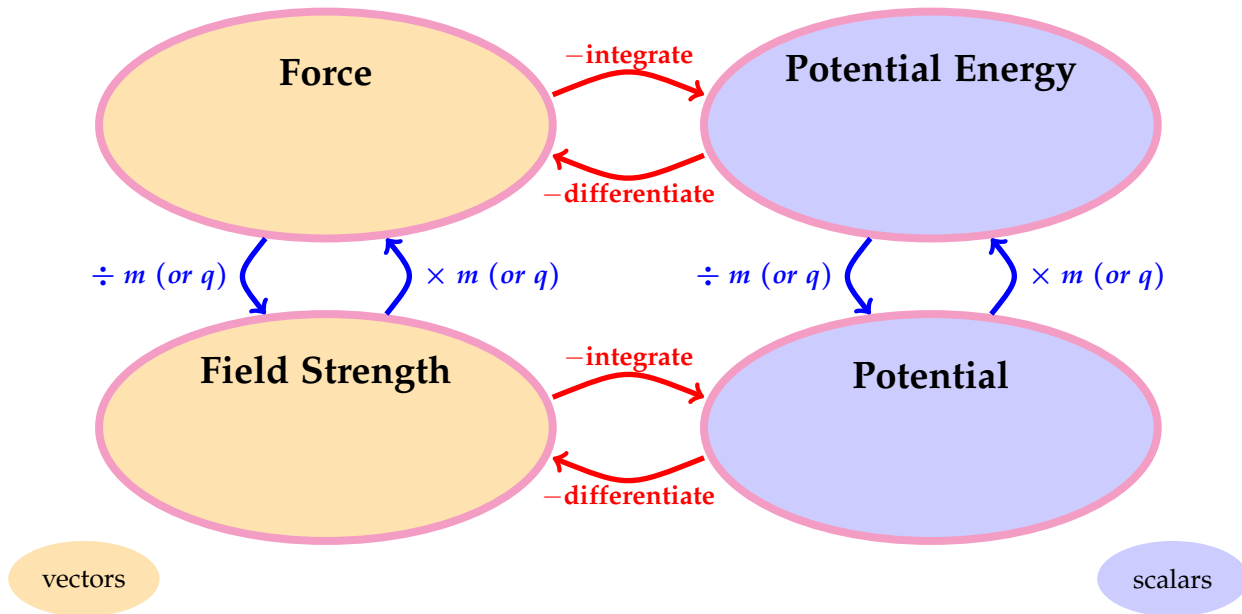 Force
−integrate
Potential Energy
−differentiate
÷ m (or q)
× m (or q)
÷ m (or q)
× m (or q)
Field Strength
−integrate
Potential
−differentiate
vectors
scalars